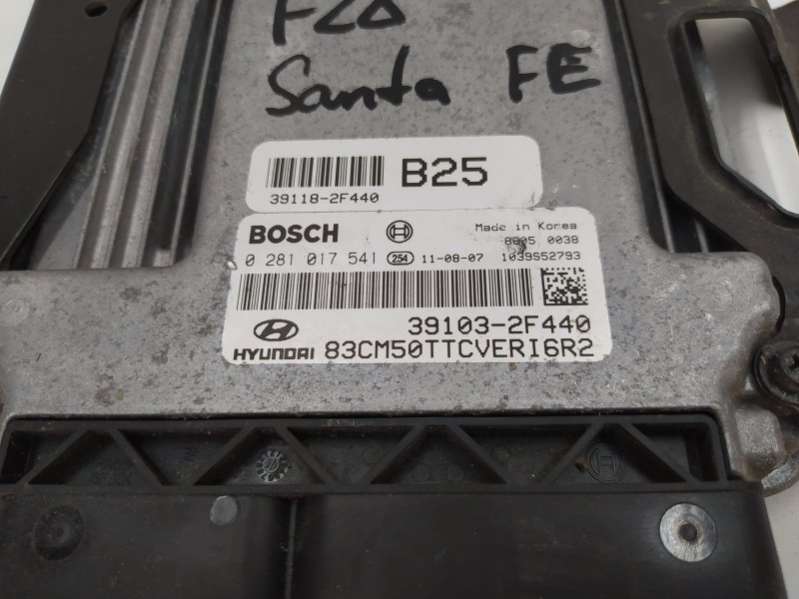 Santa FE
39118-2F440
B25
BOSCH
Made in Korea
0 281 017 541 254 11-08-07 1039S52793
39103-2F440
HYUNDAI 83CM50TTCVERI6R2